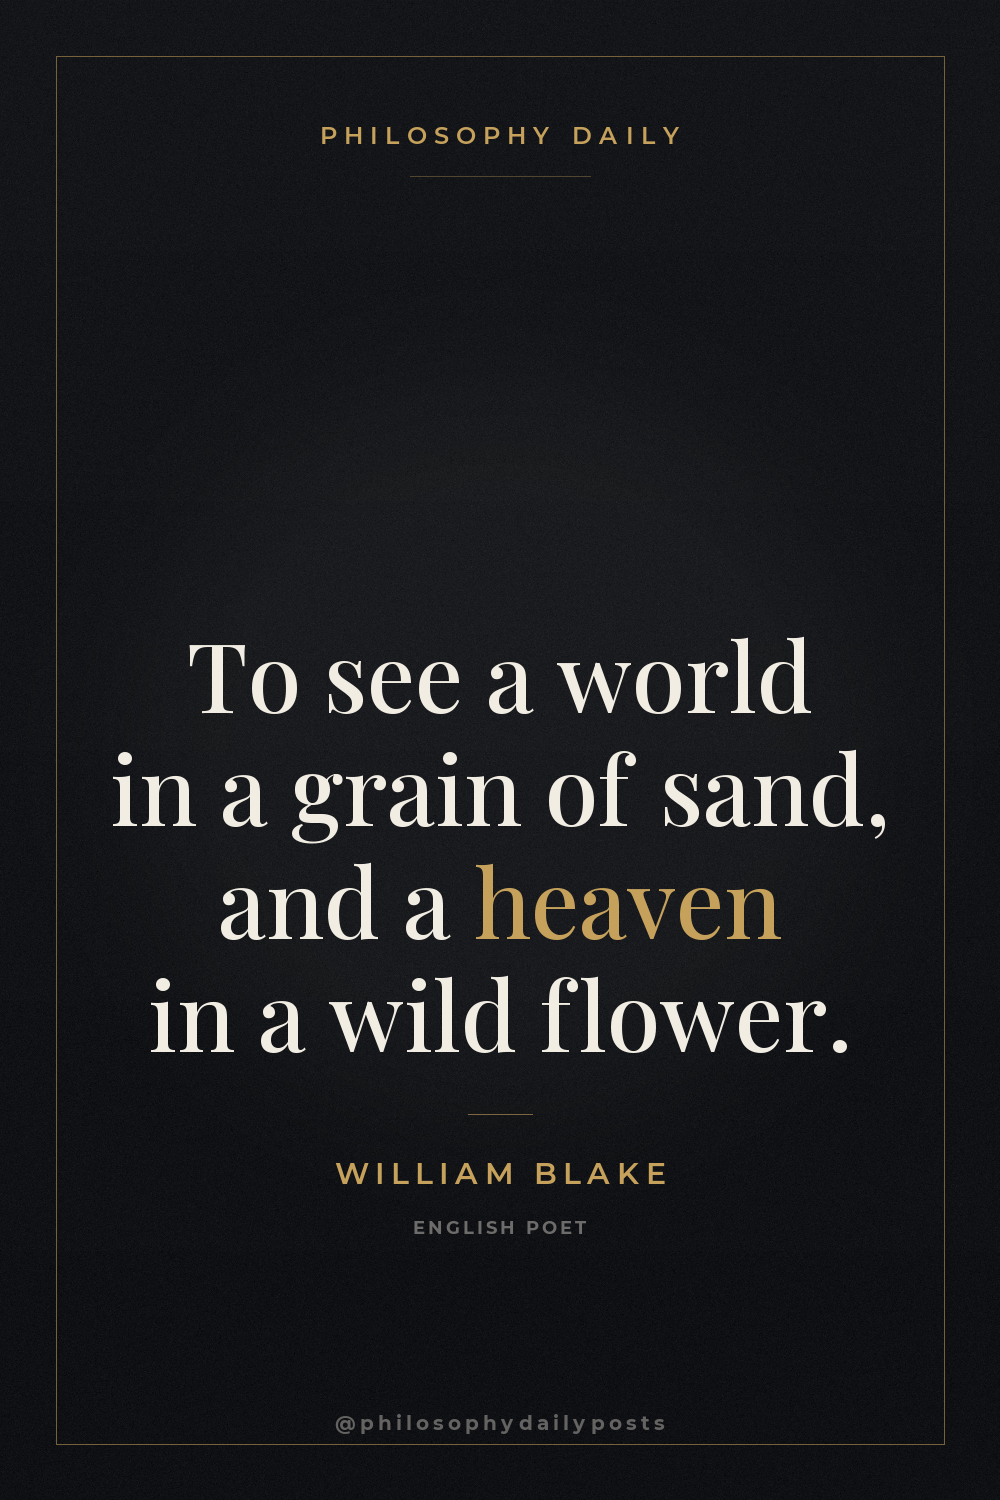 PHILOSOPHY DAILY
To see a world
in a grain of sand,
and a heaven
in a wild flower.
WILLIAM BLAKE
ENGLISH POET
@philosophydailyposts